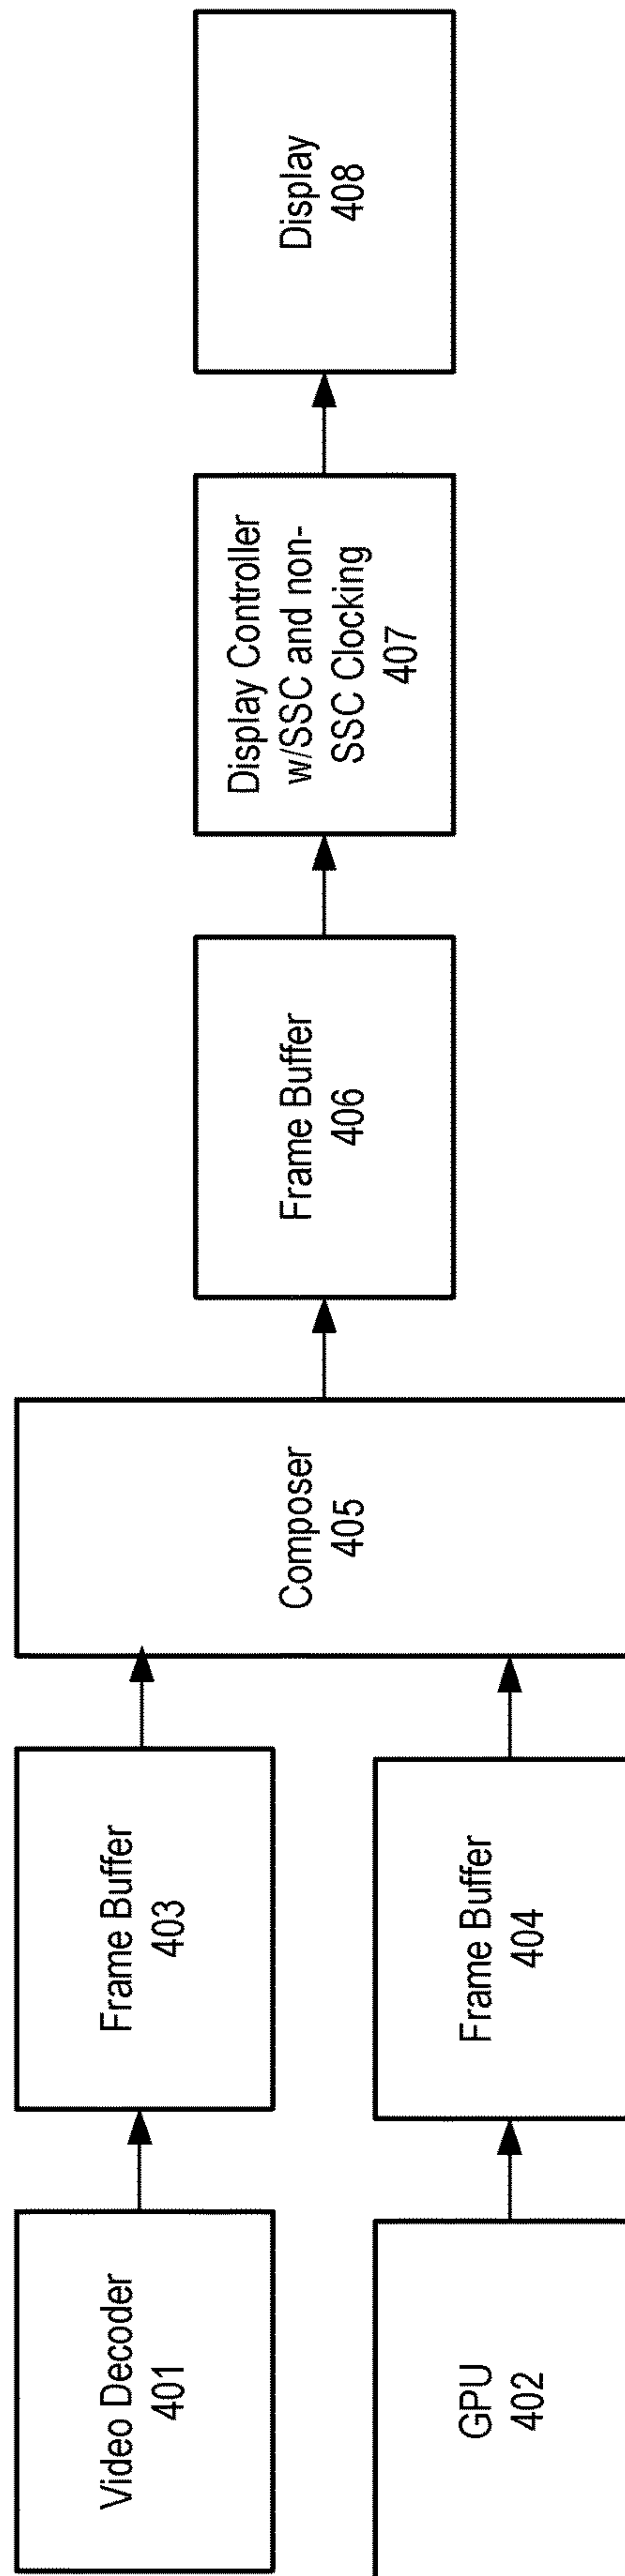 Video Decoder
401
GPU
402
Frame Buffer
403
Frame Buffer
404
Composer
405
Frame Buffer
406
Display Controller
w/SSC and non-
SSC Clocking
407
Display
408